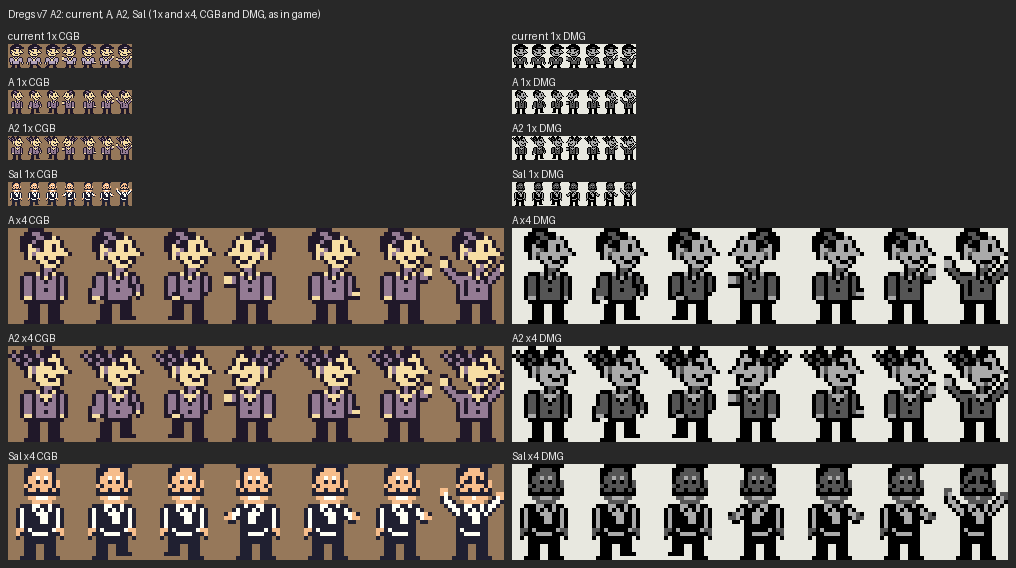 Dregs v7 A2: current, A, A2, Sal (1x and x4, CGB and DMG, as in game)
current 1x CGB
current 1x DMG
A 1x CGB
A 1x DMG
A2 1x CGB
A2 1x DMG
Sal 1x CGB
Sal 1x DMG
A x4 CGB
A x4 DMG
A2 x4 CGB
A2 x4 DMG
Sal x4 CGB
Sal x4 DMG